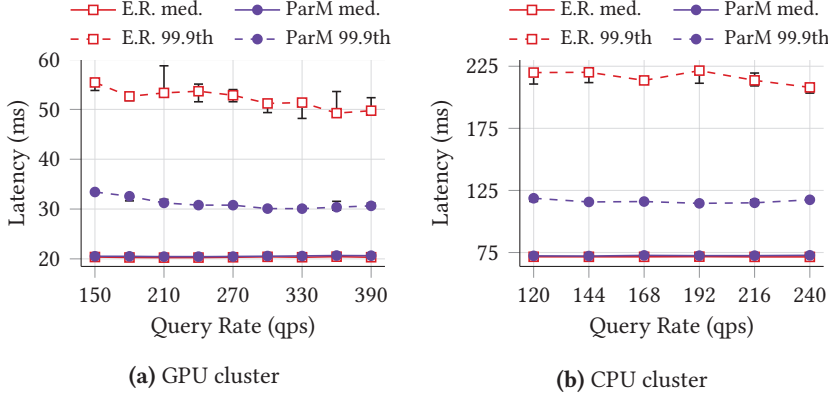 E.R. med. ParM med.
E.R. 99.9th ParM 99.9th
60
50
40
30
20
Latency (ms)
150 210 270 330 390
Query Rate (qps)
(a) GPU cluster
E.R. med. ParM med.
E.R. 99.9th ParM 99.9th
225
175
125
75
Latency (ms)
120 144 168 192 216 240
Query Rate (qps)
(b) CPU cluster